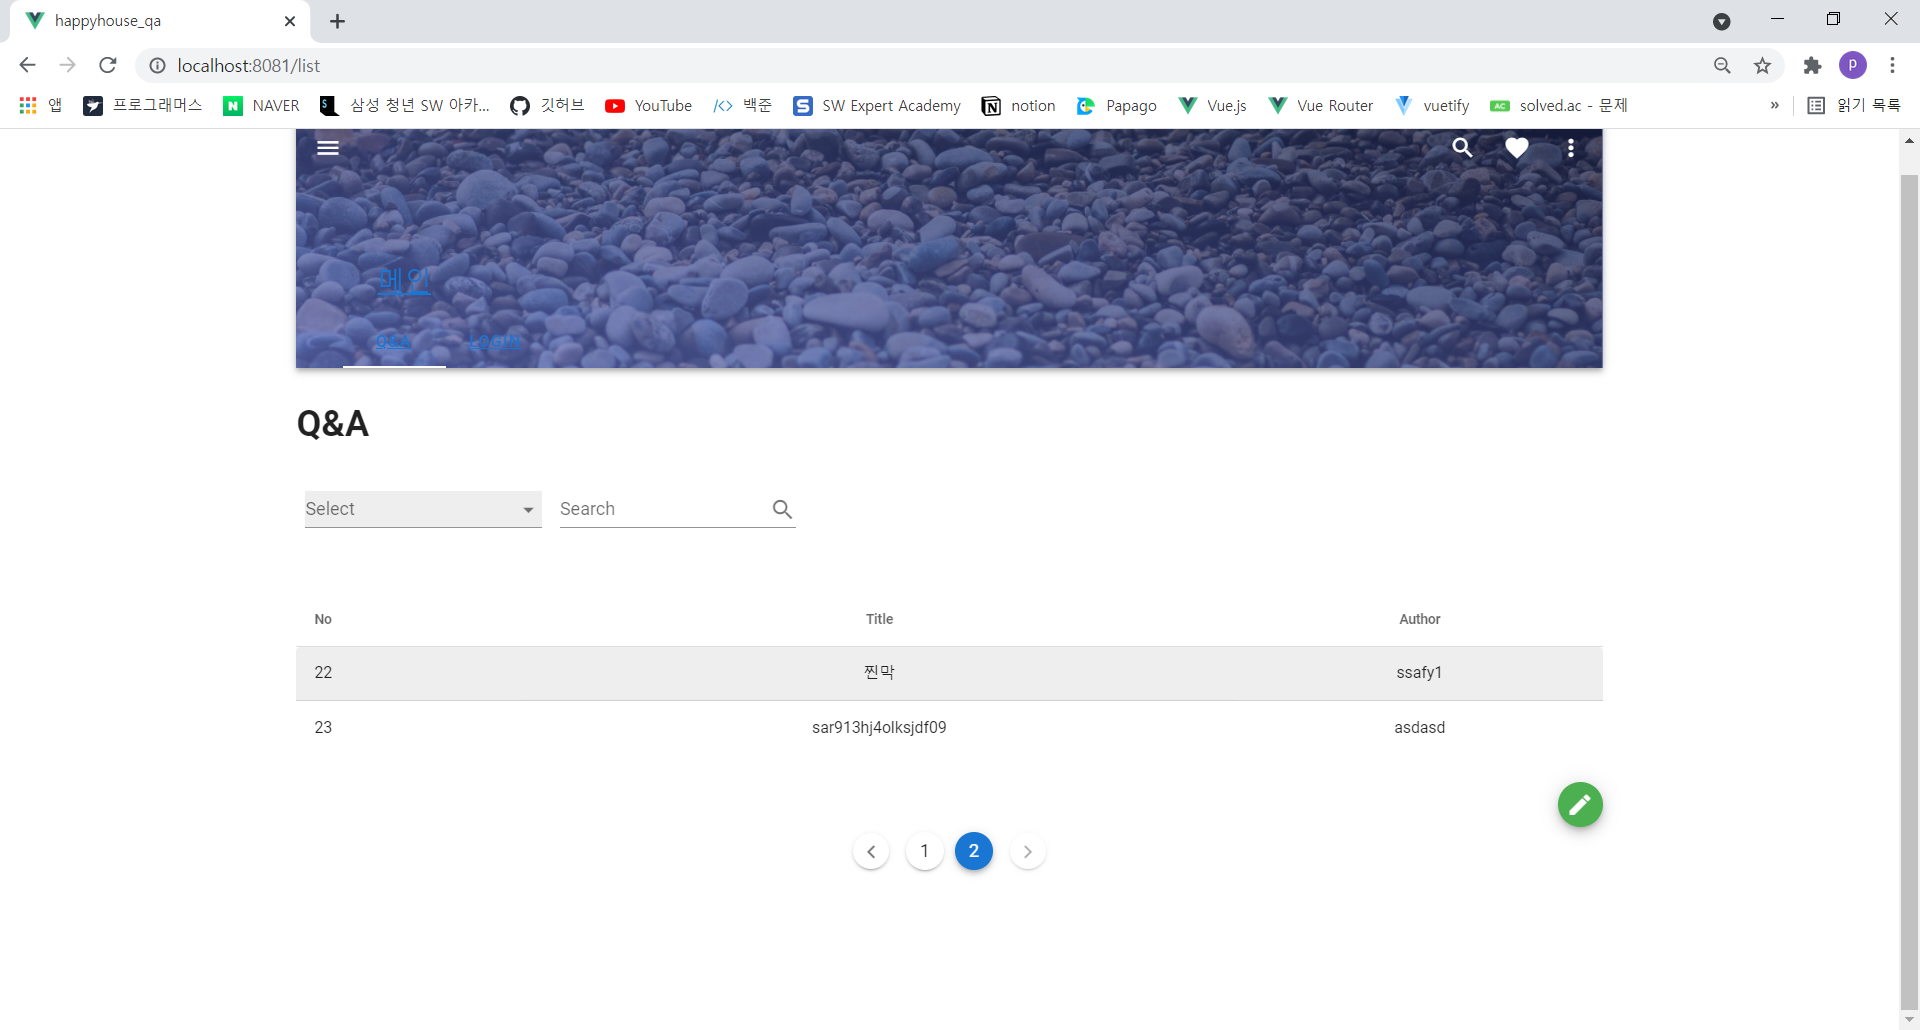 happyhouse_qa
localhost:8081/list
P
앱 프로그래머스 NAVER 삼성 청년 SW 아카... 깃허브 YouTube 백준 SW Expert Academy notion Papago Vue.js Vue Router vuetify solved.ac - 문제 » 읽기 목록
메인
Q&A LOGIN
Q&A
Select Search
No Title Author
22 찐막 ssafy1
23 sar913hj4olksjdf09 asdasd
1 2